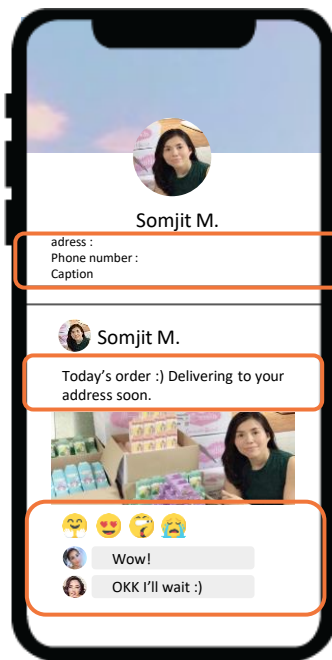 Somjit M.
adress :
Phone number :
Caption
Somjit M.
Today's order :) Delivering to your
address soon.
Wow!
OKK I'll wait :)